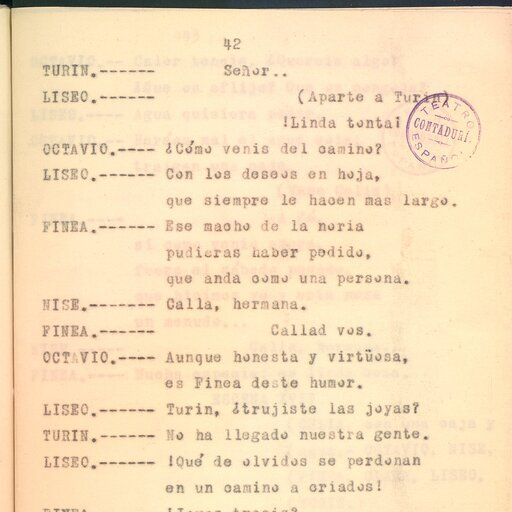 42
TURIN.------ Señor..
LISEO.------ (Aparte a Turin)
!Linda tonta!
OCTAVIO.---- ¿Cómo venis del camino?
LISEO.------ Con los deseos en hoja,
que siempre le hacen mas largo.
FINEA.------- Ese macho de la noria
pudieras haber pedido,
que anda como una persona.
NISE.------- Calla, hermana.
FINEA.------ Callad vos.
OCTAVIO.---- Aunque honesta y virtüosa,
es Finea deste humor.
LISEO.------ Turin, ¿trujiste las joyas?
TURIN.------ No ha llegado nuestra gente.
LISEO.------ !Qué de olvidos se perdonan
en un camino a criados!
FINEA.------
TEATRO
CONTADURÍ.
ESPAÑOL